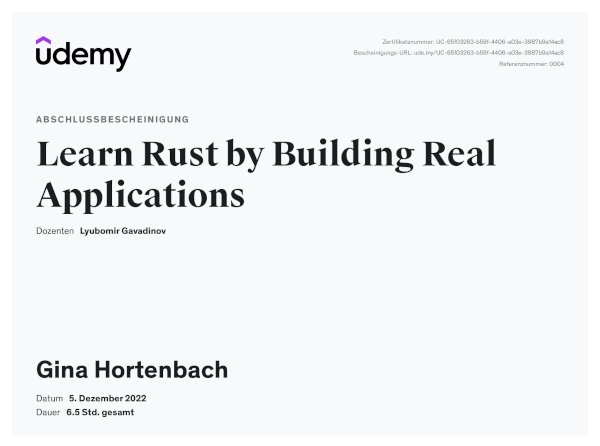 udemy
Zertifikatsnummer: UC-65f03263-b59f-4406-a03e-3987b9e14ac8
Bescheinigungs-URL: ude.my/UC-65f03263-b59f-4406-a03e-3987b9e14ac8
Referenznummer: 0004
ABSCHLUSSBESCHEINIGUNG
Learn Rust by Building Real
Applications
Dozenten Lyubomir Gavadinov
Gina Hortenbach
Datum 5. Dezember 2022
Dauer 6.5 Std. gesamt